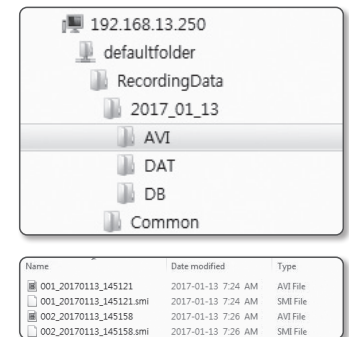 192.168.13.250
defaultfolder
RecordingData
2017_01_13
AVI
DAT
DB
Common
Name Date modified Type
001_20170113_145121 2017-01-13 7:24 AM AVI File
001_20170113_145121.smi 2017-01-13 7:24 AM SMI File
002_20170113_145158 2017-01-13 7:26 AM AVI File
002_20170113_145158.smi 2017-01-13 7:26 AM SMI File